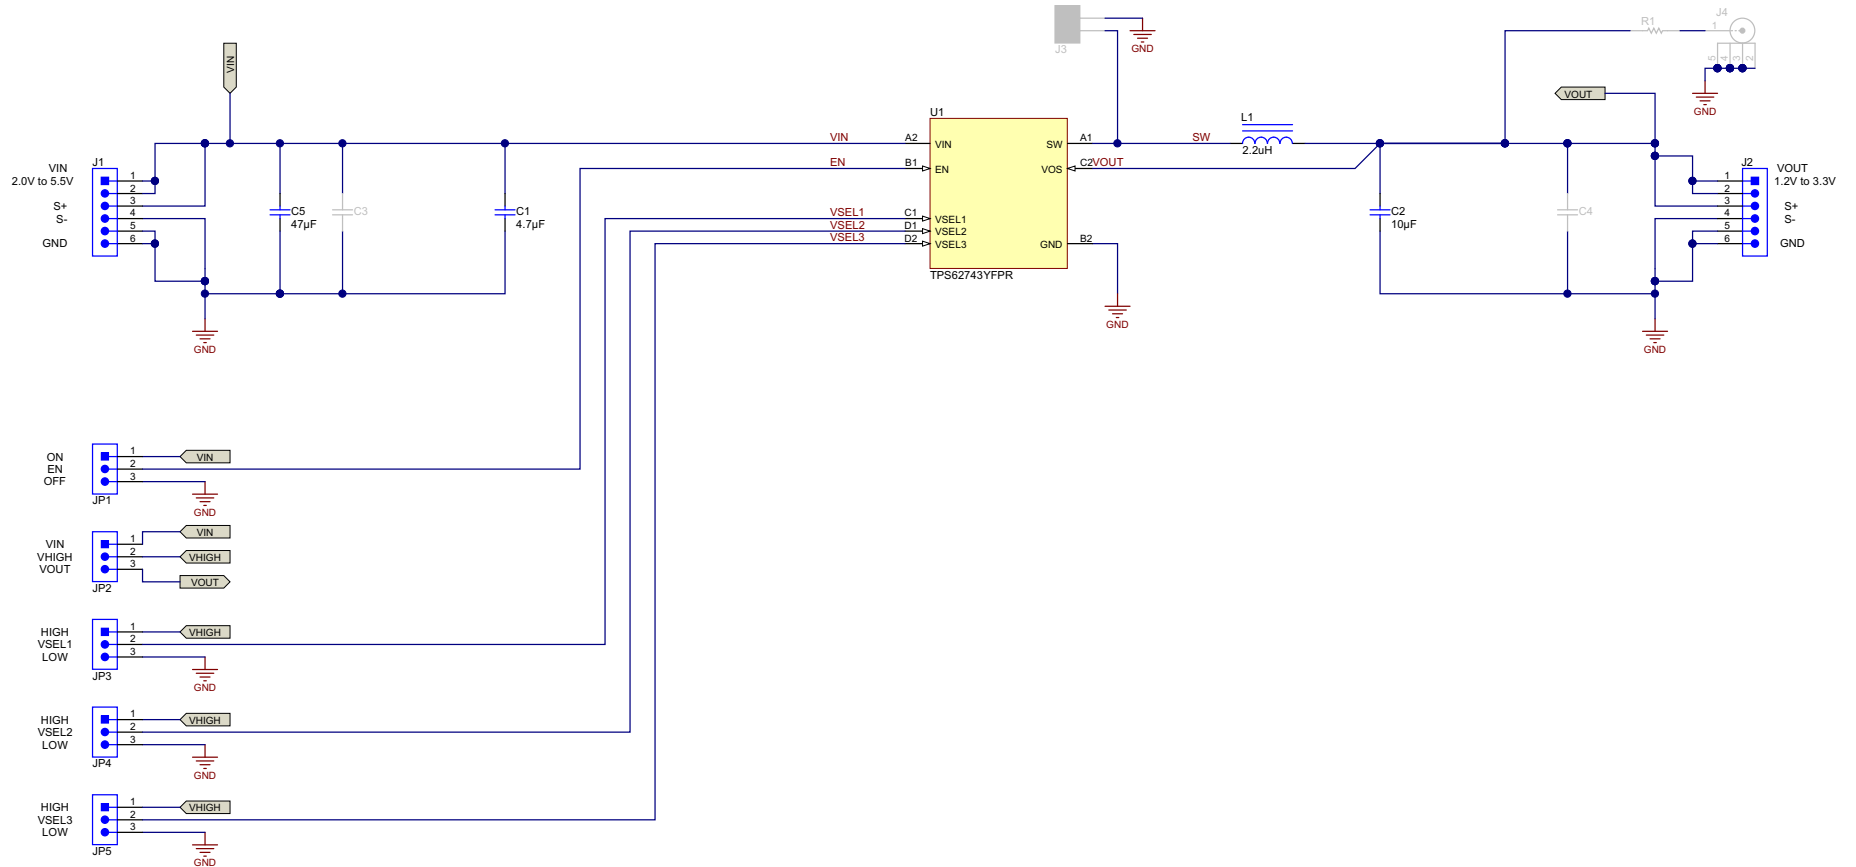 VIN
J3
GND
R1
J4
1
5
4
3
2
GND
VOUT
U1
VIN
A2
VIN
SW
A1
SW
L1
2.2uH
EN
B1
EN
VOS
C2
VOUT
VSEL1
C1
VSEL1
VSEL2
D1
VSEL2
VSEL3
D2
VSEL3
GND
B2
TPS62743YFPR
GND
J1
VIN
2.0V to 5.5V
S+
S-
GND
1
2
3
4
5
6
C5
47µF
C3
C1
4.7µF
GND
C2
10µF
C4
J2
1
2
3
4
5
6
VOUT
1.2V to 3.3V
S+
S-
GND
GND
ON
EN
OFF
1
2
3
VIN
GND
JP1
VIN
VHIGH
VOUT
1
2
3
VIN
VHIGH
VOUT
JP2
HIGH
VSEL1
LOW
1
2
3
VHIGH
GND
JP3
HIGH
VSEL2
LOW
1
2
3
VHIGH
GND
JP4
HIGH
VSEL3
LOW
1
2
3
VHIGH
GND
JP5